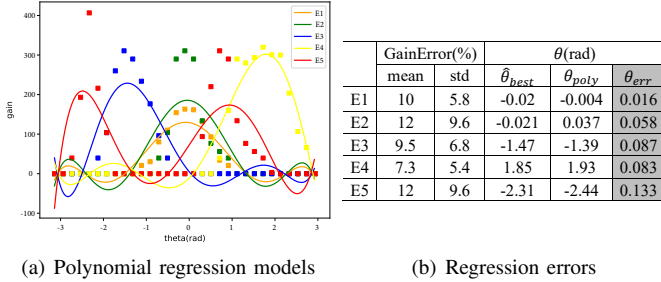 400
300
200
100
0
-100
gain
-3
-2
-1
0
1
2
3
theta(rad)
E1
E2
E3
E4
E5
GainError(%) θ(rad)
mean std θ̂_best θ_poly θ_err
E1 10 5.8 -0.02 -0.004 0.016
E2 12 9.6 -0.021 0.037 0.058
E3 9.5 6.8 -1.47 -1.39 0.087
E4 7.3 5.4 1.85 1.93 0.083
E5 12 9.6 -2.31 -2.44 0.133
(a) Polynomial regression models
(b) Regression errors